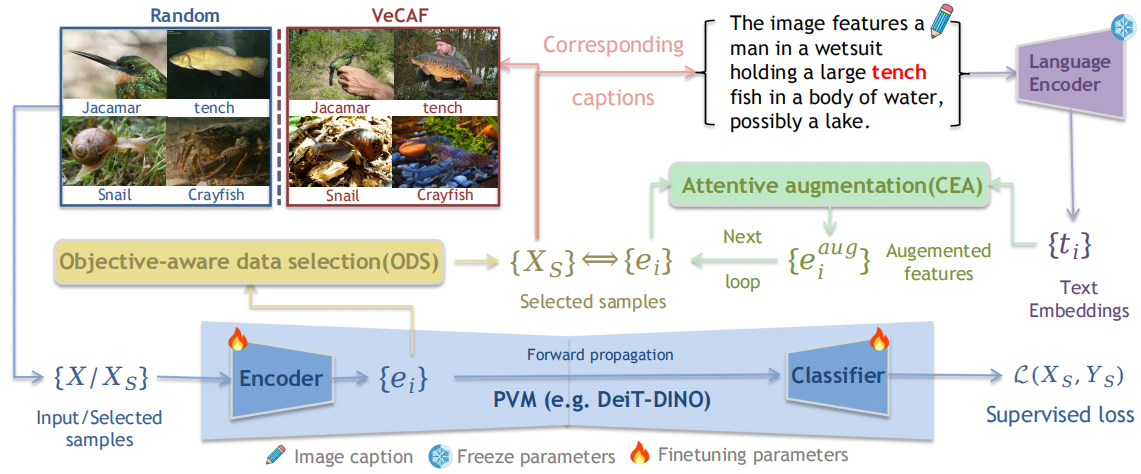 Random
VeCAF
Jacamar
tench
Snail
Crayfish
Jacamar
tench
Snail
Crayfish
Corresponding
captions
The image features a
man in a wetsuit
holding a large tench
fish in a body of water,
possibly a lake.
Language
Encoder
Attentive augmentation(CEA)
Objective-aware data selection(ODS)
{X_S} ⟺ {e_i}
Selected samples
Next
loop
{e_i^{aug}}
Augemented
features
{t_i}
Text
Embeddings
{X/X_S}
Input/Selected
samples
Encoder
{e_i}
Forward propagation
PVM (e.g. DeiT-DINO)
Classifier
ℒ(X_S, Y_S)
Supervised loss
Image caption
Freeze parameters
Finetuning parameters